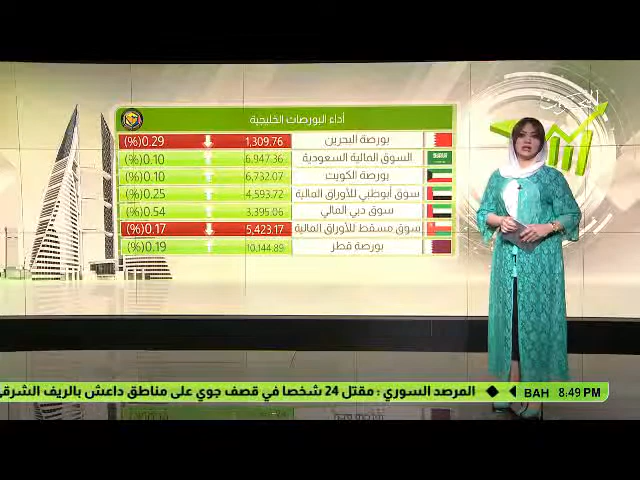 أداء البورصات الخليجية
بورصة البحرين 1,309.76 (%)0.29
السوق المالية السعودية 6,947.36 (%)0.10
بورصة الكويت 6,732.07 (%)0.10
سوق أبوظبي للأوراق المالية 4,593.72 (%)0.25
سوق دبي المالي 3,395.06 (%)0.54
سوق مسقط للأوراق المالية 5,423.17 (%)0.17
بورصة قطر 10,144.89 (%)0.19
8:49 PM BAH المرصد السوري : مقتل 24 شخصا في قصف جوي على مناطق داعش بالريف الشرقي